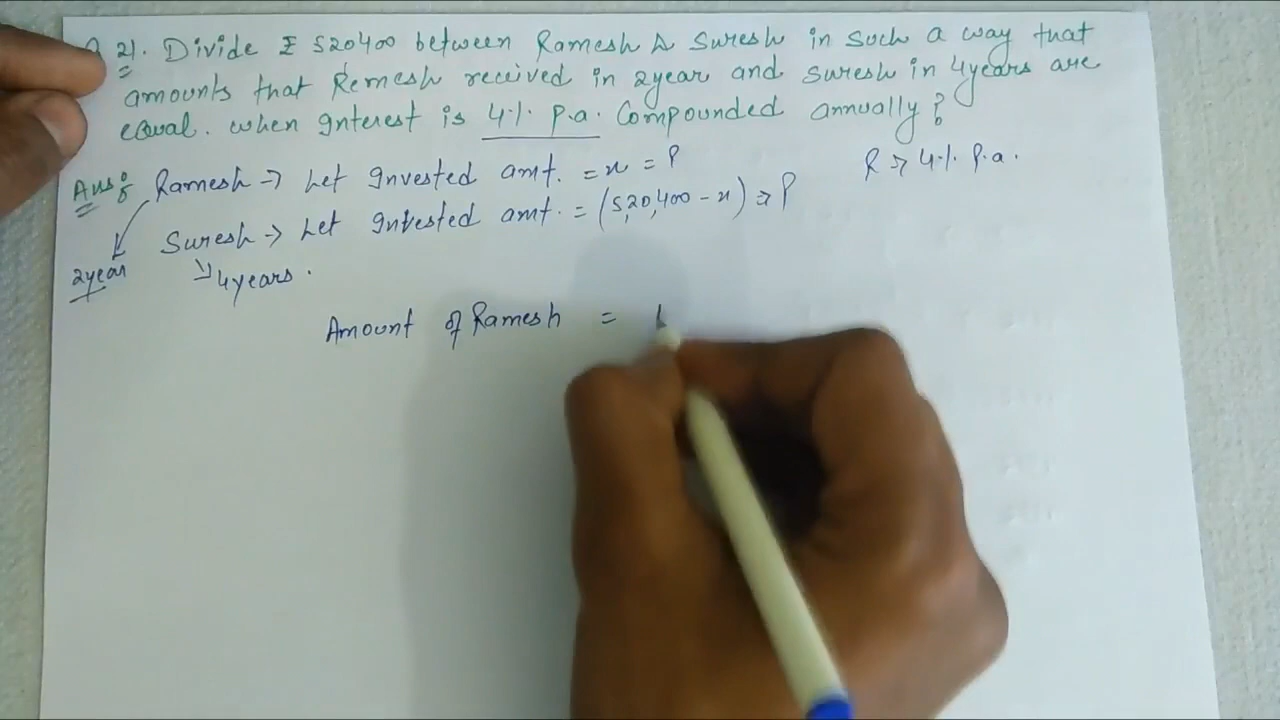 Q 21. Divide ₹ 520400 between Ramesh & Suresh in such a way that
amounts that Remesh received in 2year and suresh in 4years are
equal. when interest is 4% p.a. Compounded annually?
Ans: Ramesh → Let invested amt. = x = P
R → 4% p.a.
Suresh → Let invested amt. = (5,20,400 - x) = P
2year
4years.
Amount of Ramesh =